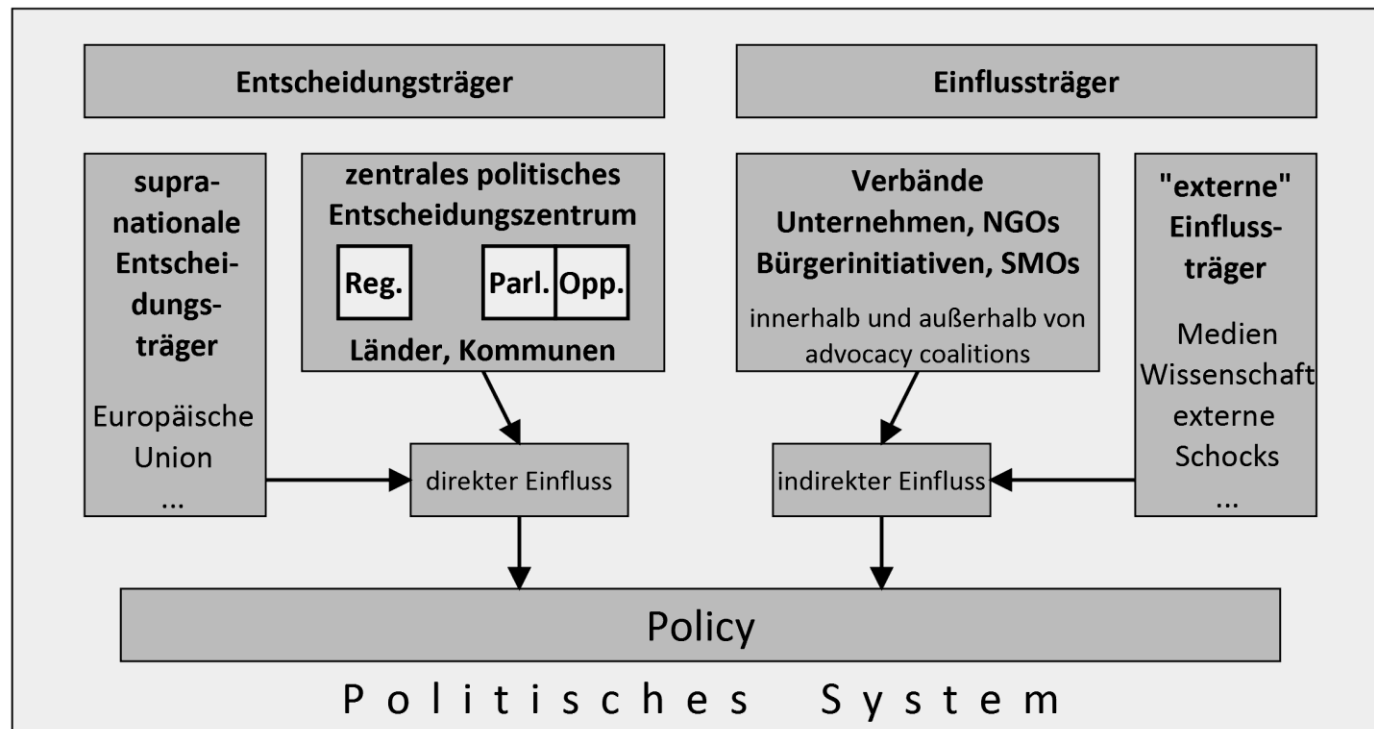 Entscheidungsträger
Einflussträger
supra-
nationale
Entschei-
dungs-
träger
Europäische
Union
...
zentrales politisches
Entscheidungszentrum
Reg.
Parl.
Opp.
Länder, Kommunen
Verbände
Unternehmen, NGOs
Bürgerinitiativen, SMOs
innerhalb und außerhalb von
advocacy coalitions
"externe"
Einfluss-
träger
Medien
Wissenschaft
externe
Schocks
...
direkter Einfluss
indirekter Einfluss
Policy
Politisches System